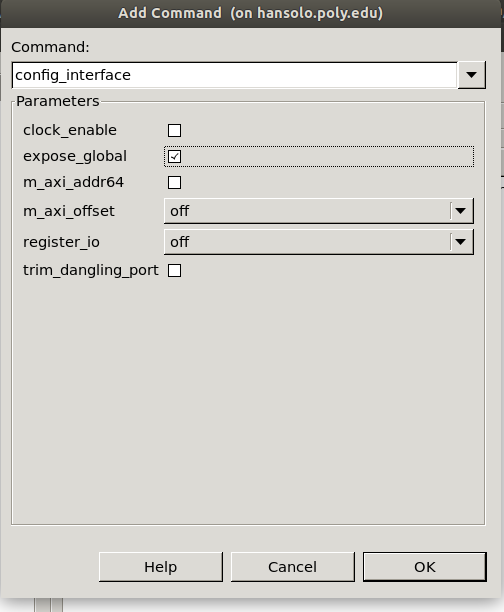 Add Command (on hansolo.poly.edu)
Command:
config_interface
Parameters
clock_enable
expose_global
m_axi_addr64
m_axi_offset off
register_io off
trim_dangling_port
Help Cancel OK